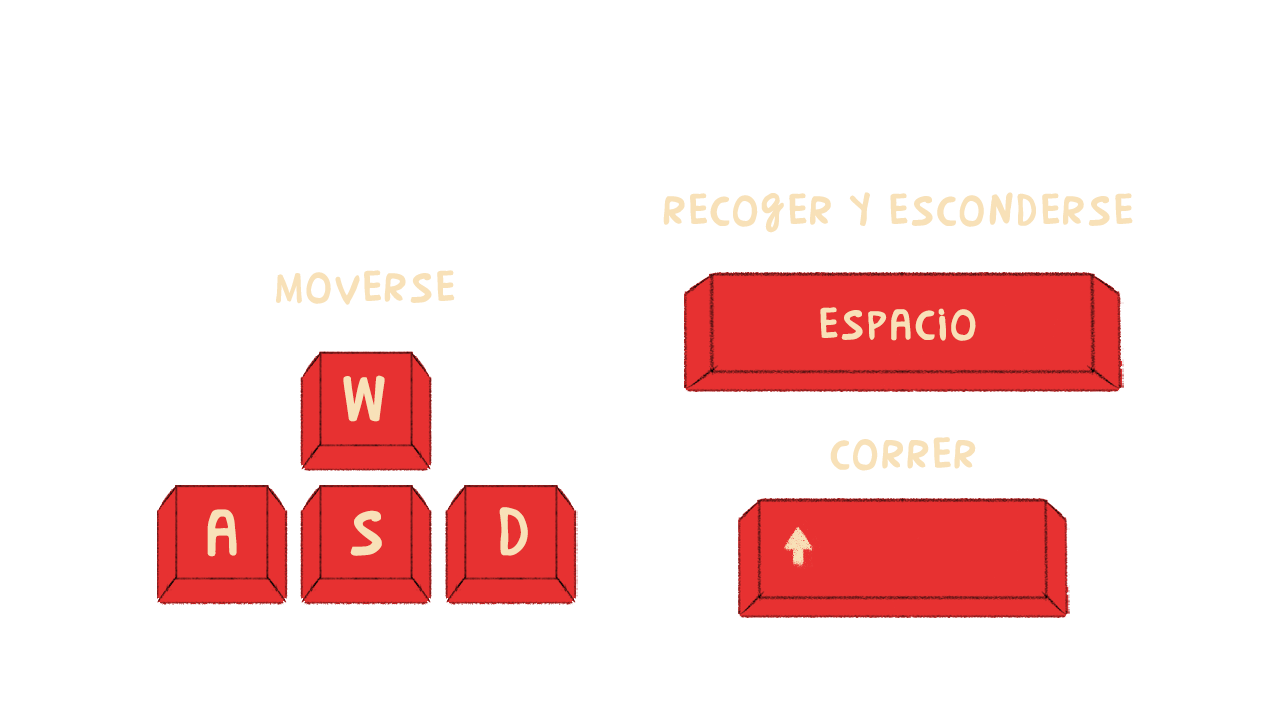 MOVERSE
W
A S D
RECOGER Y ESCONDERSE
ESPACIO
CORRER